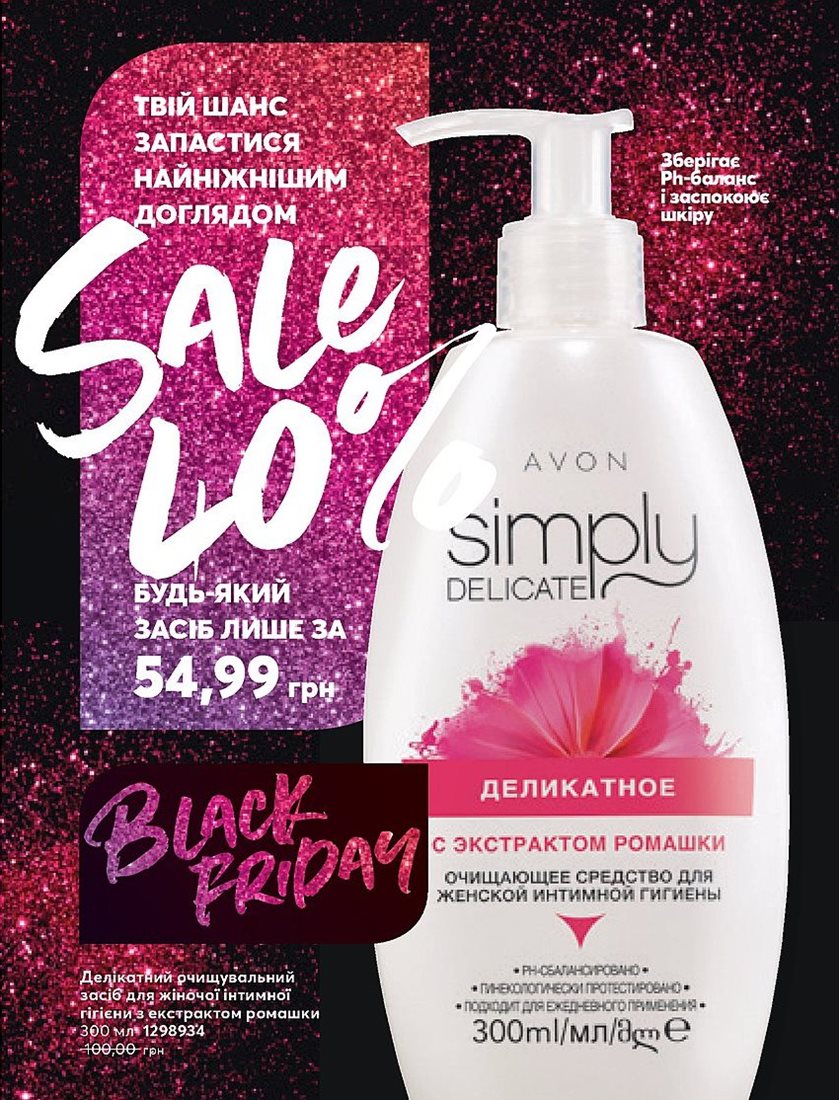 ТВІЙ ШАНС
ЗАПАСТИСЯ
НАЙНІЖНІШИМ
ДОГЛЯДОМ
SALE
40%
БУДЬ-ЯКИЙ
ЗАСІБ ЛИШЕ ЗА
54,99 грн
Зберігає
Ph-баланс
і заспокоює
шкіру
AVON
simply
DELICATE
ДЕЛИКАТНОЕ
С ЭКСТРАКТОМ РОМАШКИ
ОЧИЩАЮЩЕЕ СРЕДСТВО ДЛЯ
ЖЕНСКОЙ ИНТИМНОЙ ГИГИЕНЫ
• PH-СБАЛАНСИРОВАНО •
• ГИНЕКОЛОГИЧЕСКИ ПРОТЕСТИРОВАНО •
• ПОДХОДИТ ДЛЯ ЕЖЕДНЕВНОГО ПРИМЕНЕНИЯ •
300ml/мл/მლ ℮
BLACK
FRIDAY
Делікатний очищувальний
засіб для жіночої інтимної
гігієни з екстрактом ромашки
300 мл 1298934
100,00 грн